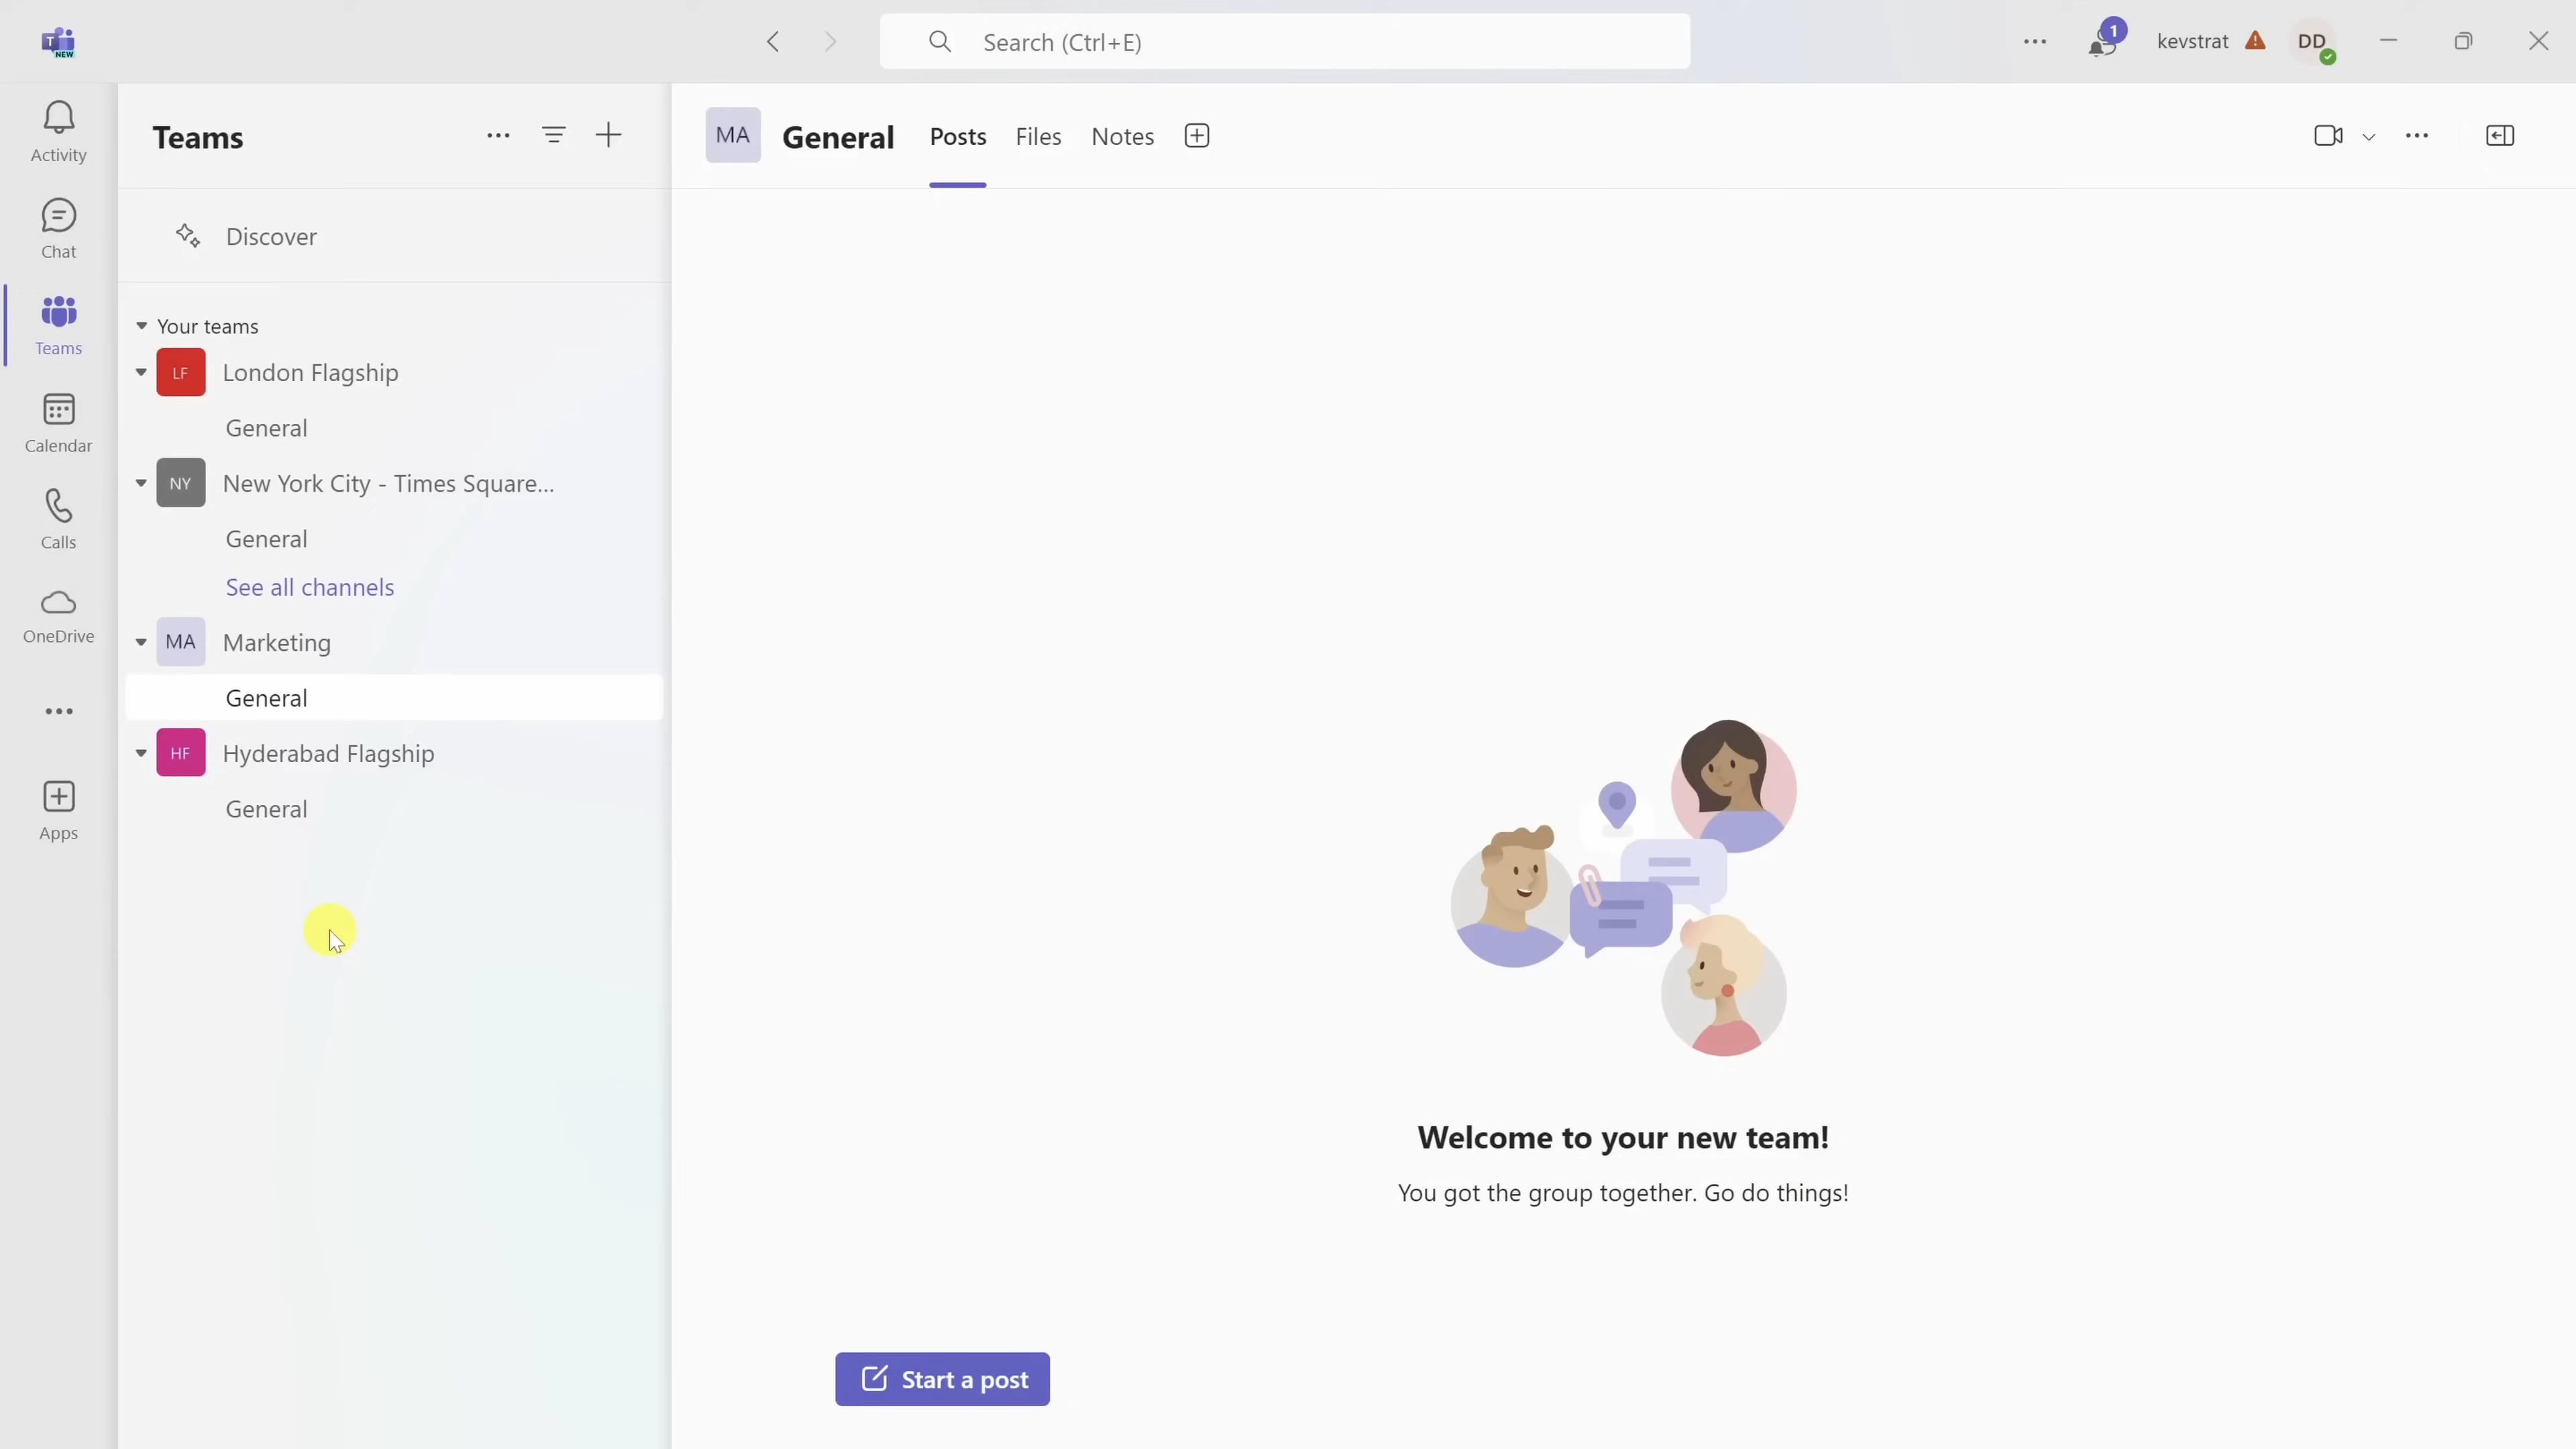 T NEW
Search (Ctrl+E)
1
kevstrat
DD
Activity
Chat
Teams
Calendar
Calls
OneDrive
Apps
Teams
Discover
Your teams
LF London Flagship
General
NY New York City - Times Square...
General
See all channels
MA Marketing
General
HF Hyderabad Flagship
General
MA General Posts Files Notes
Welcome to your new team!
You got the group together. Go do things!
Start a post